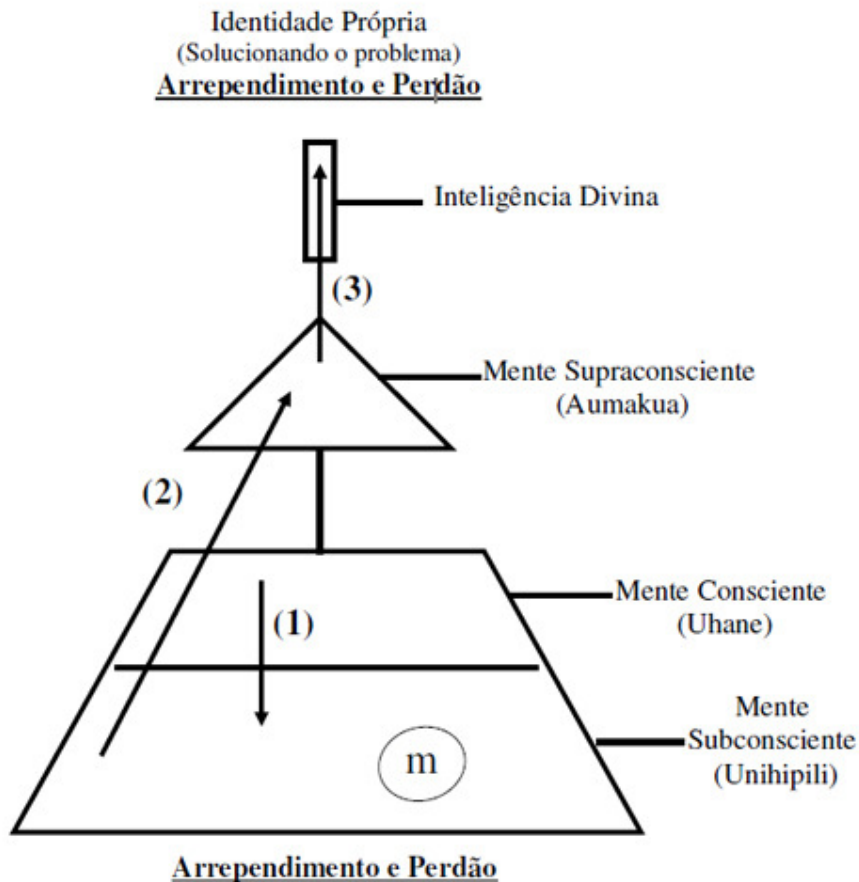 Identidade Própria
(Solucionando o problema)
Arrependimento e Perdão
Inteligência Divina
(3)
Mente Supraconsciente
(Aumakua)
(2)
Mente Consciente
(Uhane)
(1)
Mente
Subconsciente
(Unihipili)
m
Arrependimento e Perdão